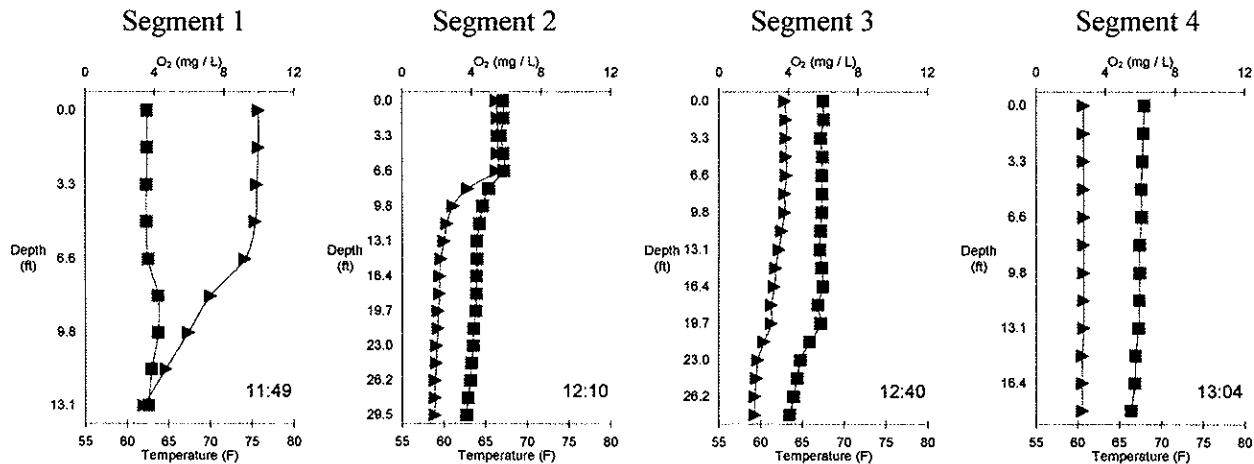 Segment 1
O₂ (mg / L)
0 4 8 12
0.0
3.3
6.6
9.8
13.1
Depth
(ft)
11:49
55 60 65 70 75 80
Temperature (F)
Segment 2
O₂ (mg / L)
0 4 8 12
0.0
3.3
6.6
9.8
13.1
16.4
19.7
23.0
26.2
29.5
Depth
(ft)
12:10
55 60 65 70 75 80
Temperature (F)
Segment 3
O₂ (mg / L)
0 4 8 12
0.0
3.3
6.6
9.8
13.1
16.4
19.7
23.0
26.2
Depth
(ft)
12:40
55 60 65 70 75 80
Temperature (F)
Segment 4
O₂ (mg / L)
0 4 8 12
0.0
3.3
6.6
9.8
13.1
16.4
Depth
(ft)
13:04
55 60 65 70 75 80
Temperature (F)